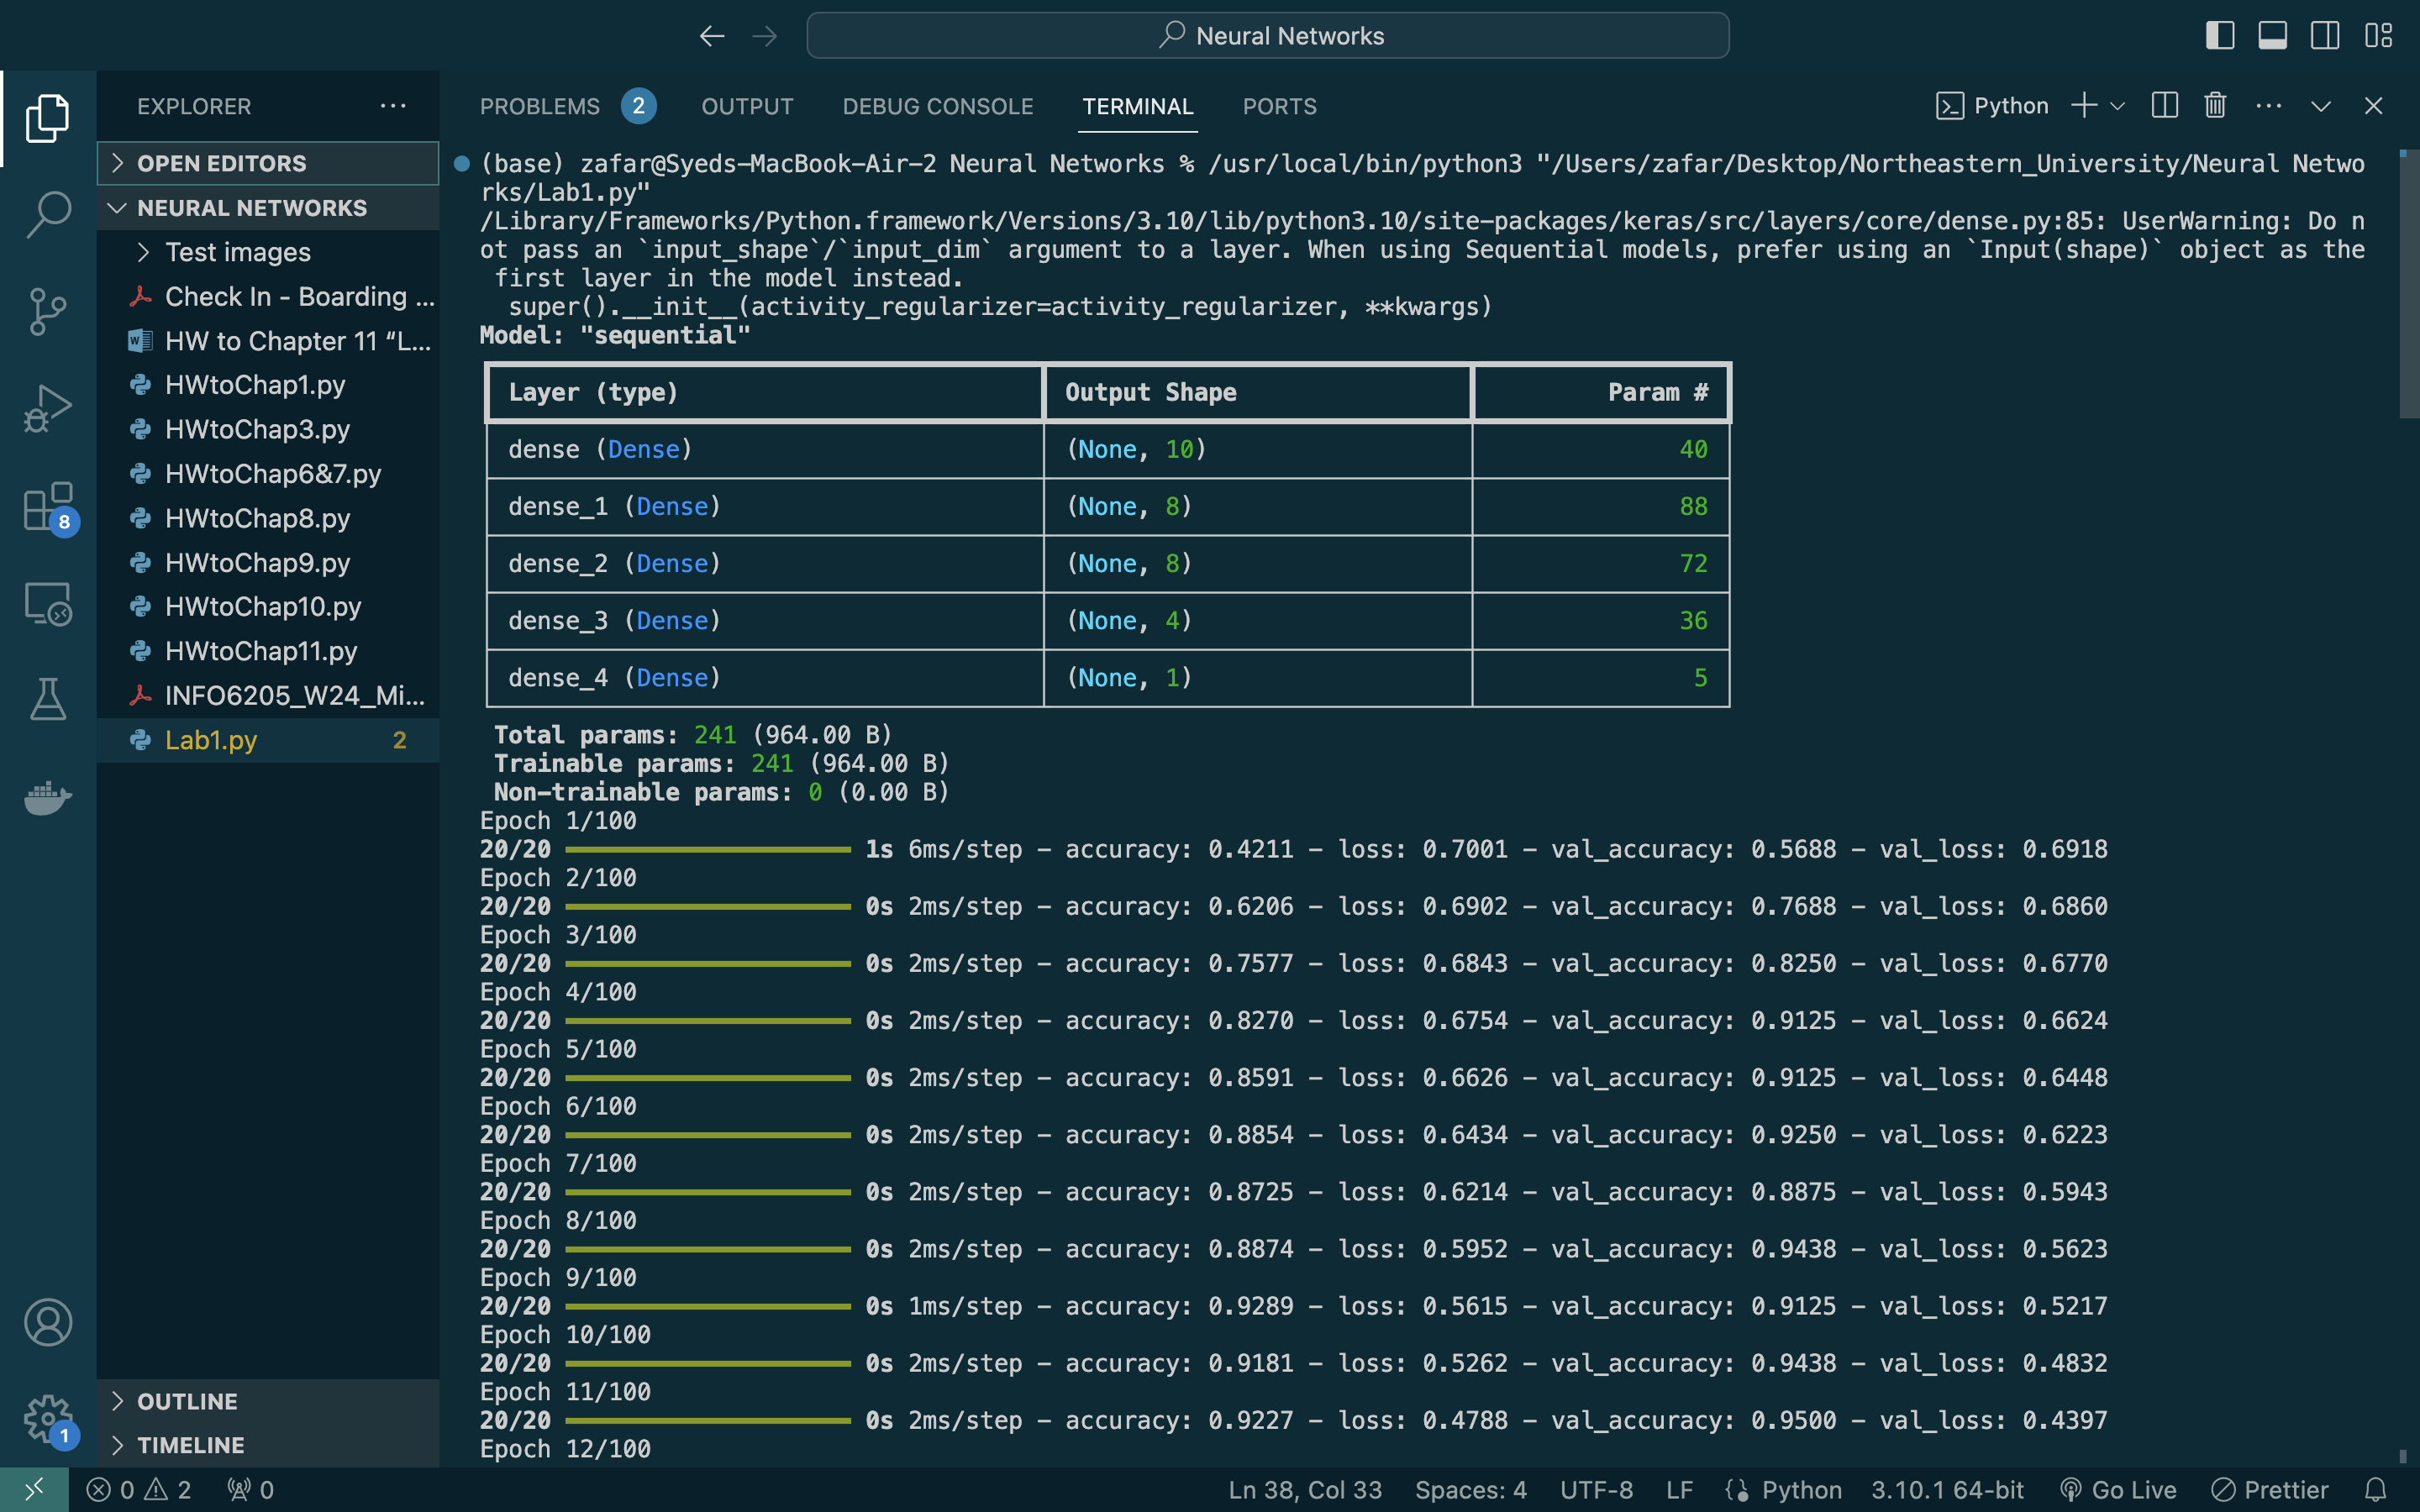 Neural Networks
EXPLORER
OPEN EDITORS
NEURAL NETWORKS
Test images
Check In - Boarding ...
HW to Chapter 11 “L...
HWtoChap1.py
HWtoChap3.py
HWtoChap6&7.py
HWtoChap8.py
HWtoChap9.py
HWtoChap10.py
HWtoChap11.py
INFO6205_W24_Mi...
Lab1.py 2
OUTLINE
TIMELINE
8
1
PROBLEMS 2 OUTPUT DEBUG CONSOLE TERMINAL PORTS
Python
(base) zafar@Syeds-MacBook-Air-2 Neural Networks % /usr/local/bin/python3 "/Users/zafar/Desktop/Northeastern_University/Neural Netwo
rks/Lab1.py"
/Library/Frameworks/Python.framework/Versions/3.10/lib/python3.10/site-packages/keras/src/layers/core/dense.py:85: UserWarning: Do n
ot pass an `input_shape`/`input_dim` argument to a layer. When using Sequential models, prefer using an `Input(shape)` object as the
first layer in the model instead.
super().__init__(activity_regularizer=activity_regularizer, **kwargs)
Model: "sequential"
Layer (type) Output Shape Param #
dense (Dense) (None, 10) 40
dense_1 (Dense) (None, 8) 88
dense_2 (Dense) (None, 8) 72
dense_3 (Dense) (None, 4) 36
dense_4 (Dense) (None, 1) 5
Total params: 241 (964.00 B)
Trainable params: 241 (964.00 B)
Non-trainable params: 0 (0.00 B)
Epoch 1/100
20/20 1s 6ms/step - accuracy: 0.4211 - loss: 0.7001 - val_accuracy: 0.5688 - val_loss: 0.6918
Epoch 2/100
20/20 0s 2ms/step - accuracy: 0.6206 - loss: 0.6902 - val_accuracy: 0.7688 - val_loss: 0.6860
Epoch 3/100
20/20 0s 2ms/step - accuracy: 0.7577 - loss: 0.6843 - val_accuracy: 0.8250 - val_loss: 0.6770
Epoch 4/100
20/20 0s 2ms/step - accuracy: 0.8270 - loss: 0.6754 - val_accuracy: 0.9125 - val_loss: 0.6624
Epoch 5/100
20/20 0s 2ms/step - accuracy: 0.8591 - loss: 0.6626 - val_accuracy: 0.9125 - val_loss: 0.6448
Epoch 6/100
20/20 0s 2ms/step - accuracy: 0.8854 - loss: 0.6434 - val_accuracy: 0.9250 - val_loss: 0.6223
Epoch 7/100
20/20 0s 2ms/step - accuracy: 0.8725 - loss: 0.6214 - val_accuracy: 0.8875 - val_loss: 0.5943
Epoch 8/100
20/20 0s 2ms/step - accuracy: 0.8874 - loss: 0.5952 - val_accuracy: 0.9438 - val_loss: 0.5623
Epoch 9/100
20/20 0s 1ms/step - accuracy: 0.9289 - loss: 0.5615 - val_accuracy: 0.9125 - val_loss: 0.5217
Epoch 10/100
20/20 0s 2ms/step - accuracy: 0.9181 - loss: 0.5262 - val_accuracy: 0.9438 - val_loss: 0.4832
Epoch 11/100
20/20 0s 2ms/step - accuracy: 0.9227 - loss: 0.4788 - val_accuracy: 0.9500 - val_loss: 0.4397
Epoch 12/100
0 2 0 Ln 38, Col 33 Spaces: 4 UTF-8 LF Python 3.10.1 64-bit Go Live Prettier